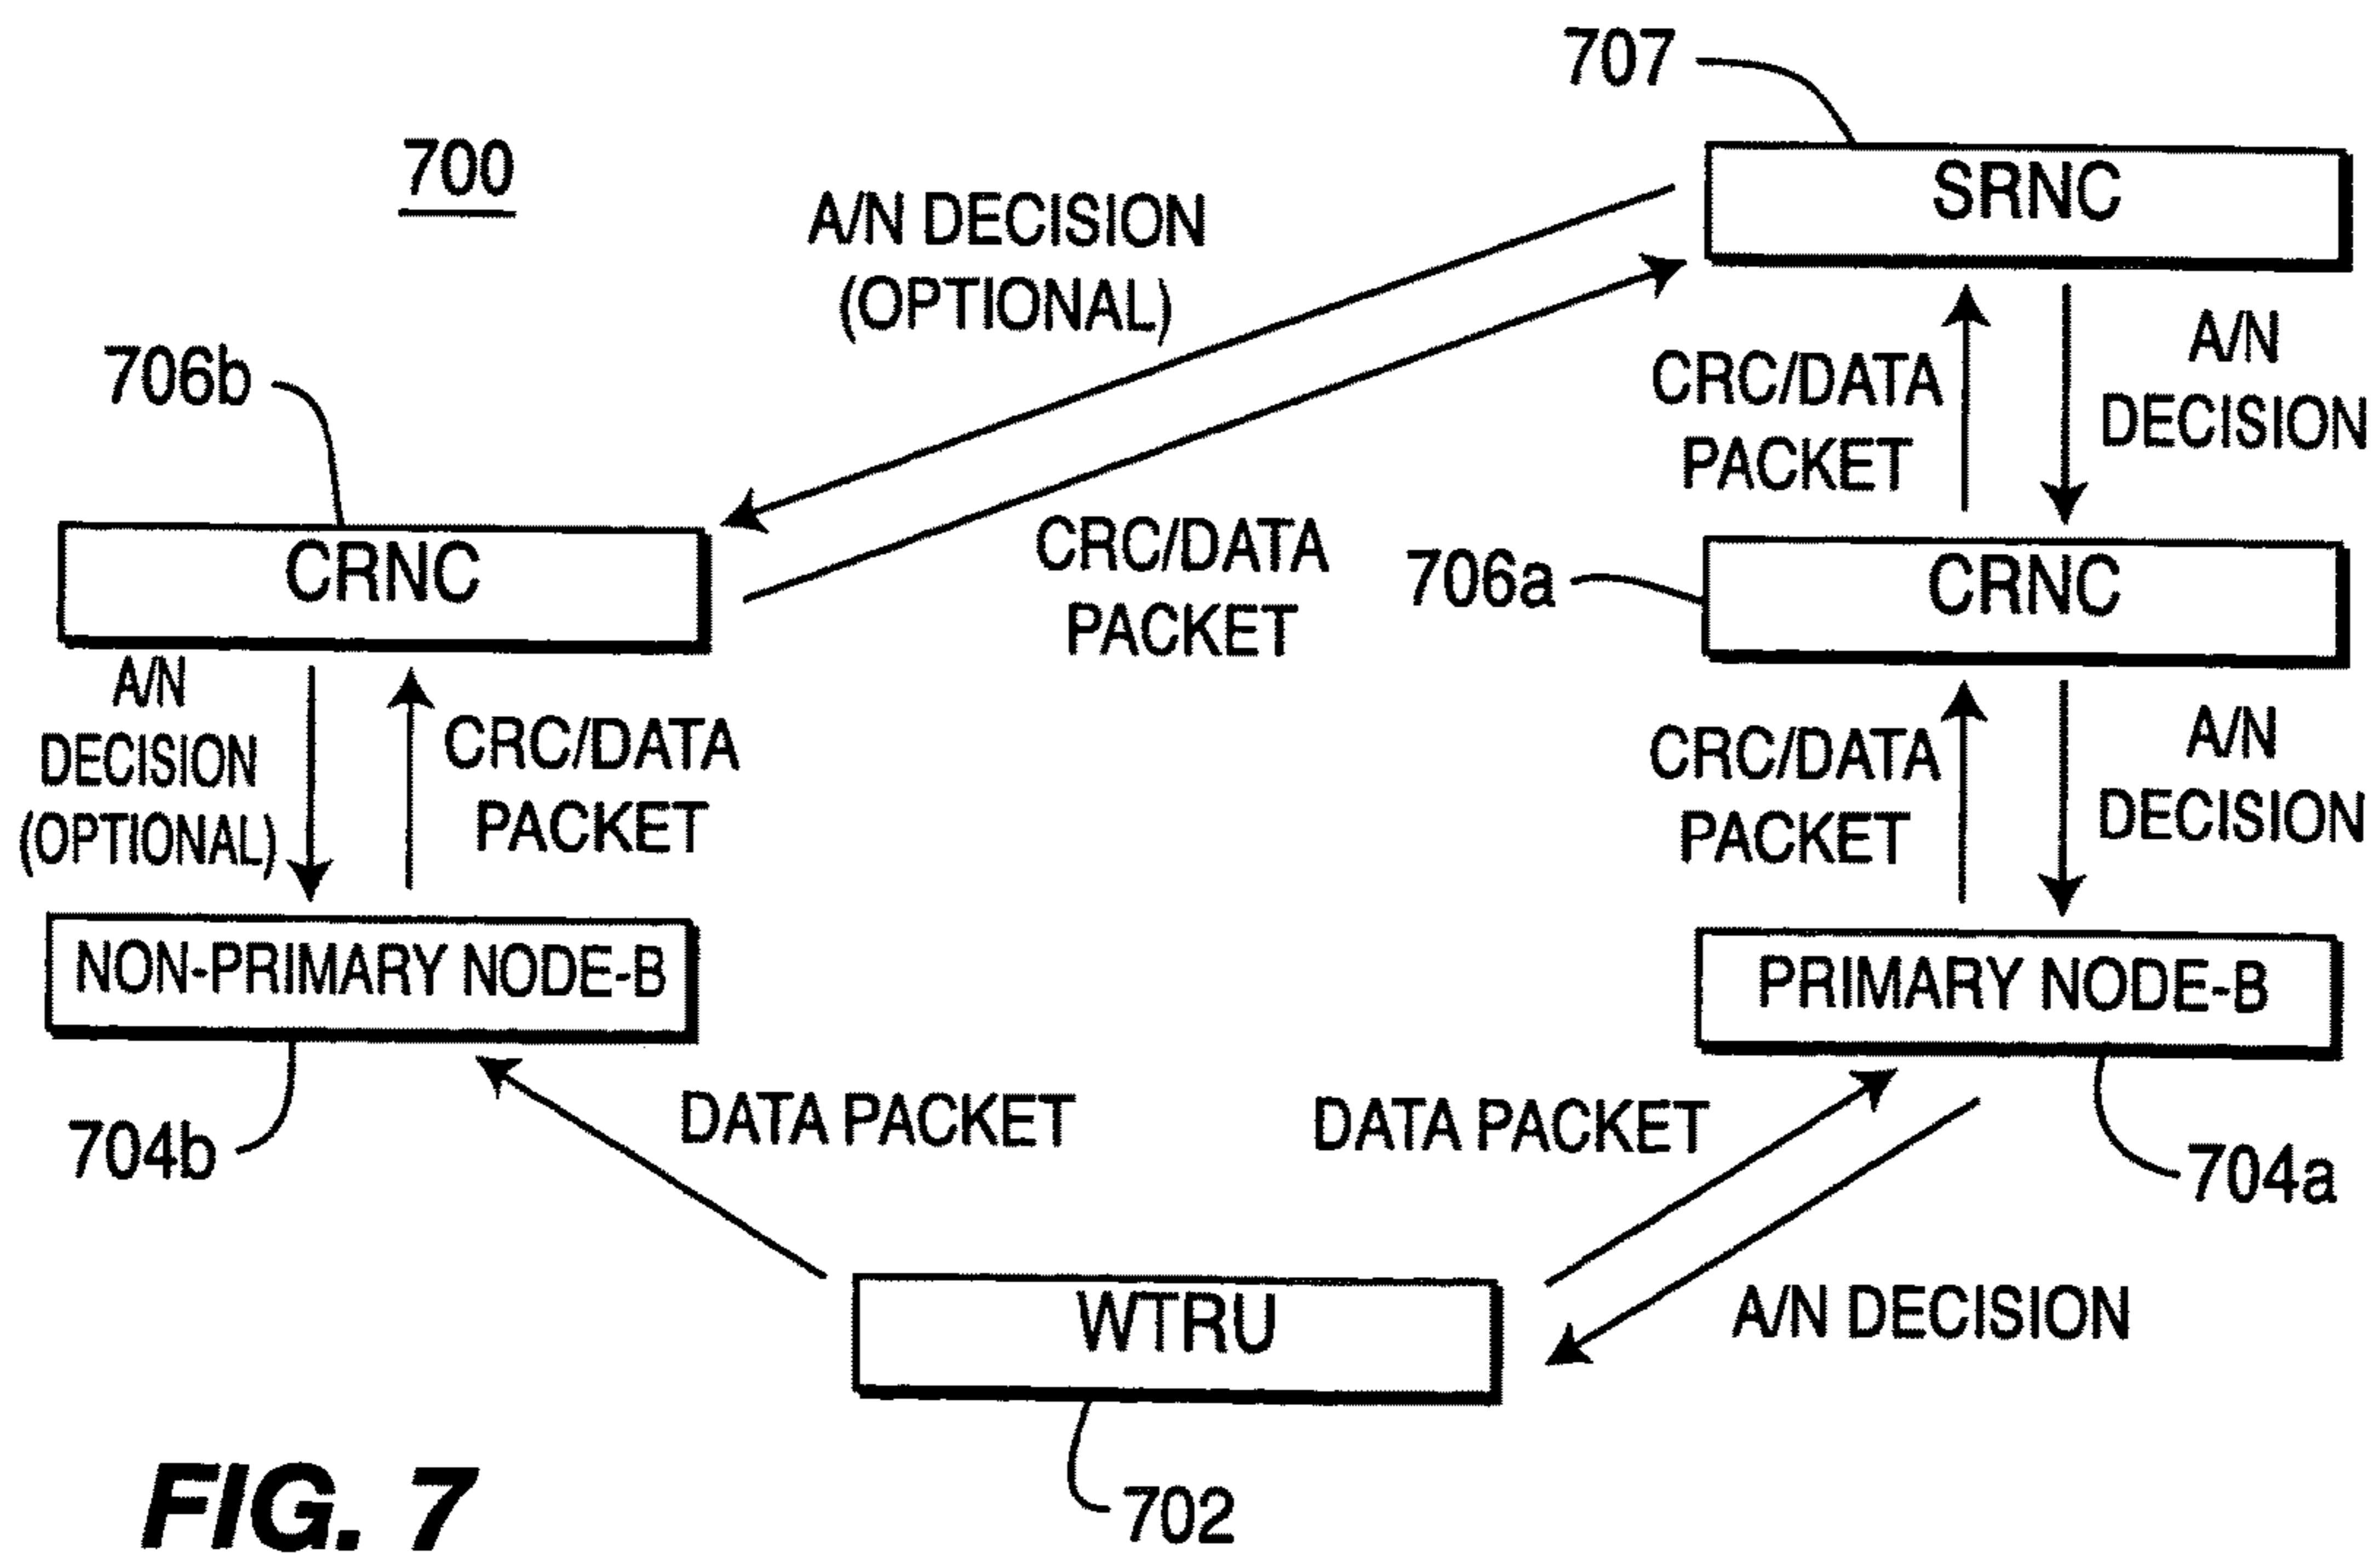 707
700
SRNC
A/N DECISION
(OPTIONAL)
A/N
DECISION
CRC/DATA
PACKET
706b
CRNC
CRC/DATA
PACKET
706a
CRNC
A/N
DECISION
(OPTIONAL)
CRC/DATA
PACKET
CRC/DATA
PACKET
A/N
DECISION
NON-PRIMARY NODE-B
PRIMARY NODE-B
704b
DATA PACKET
DATA PACKET
704a
WTRU
A/N DECISION
702
FIG. 7